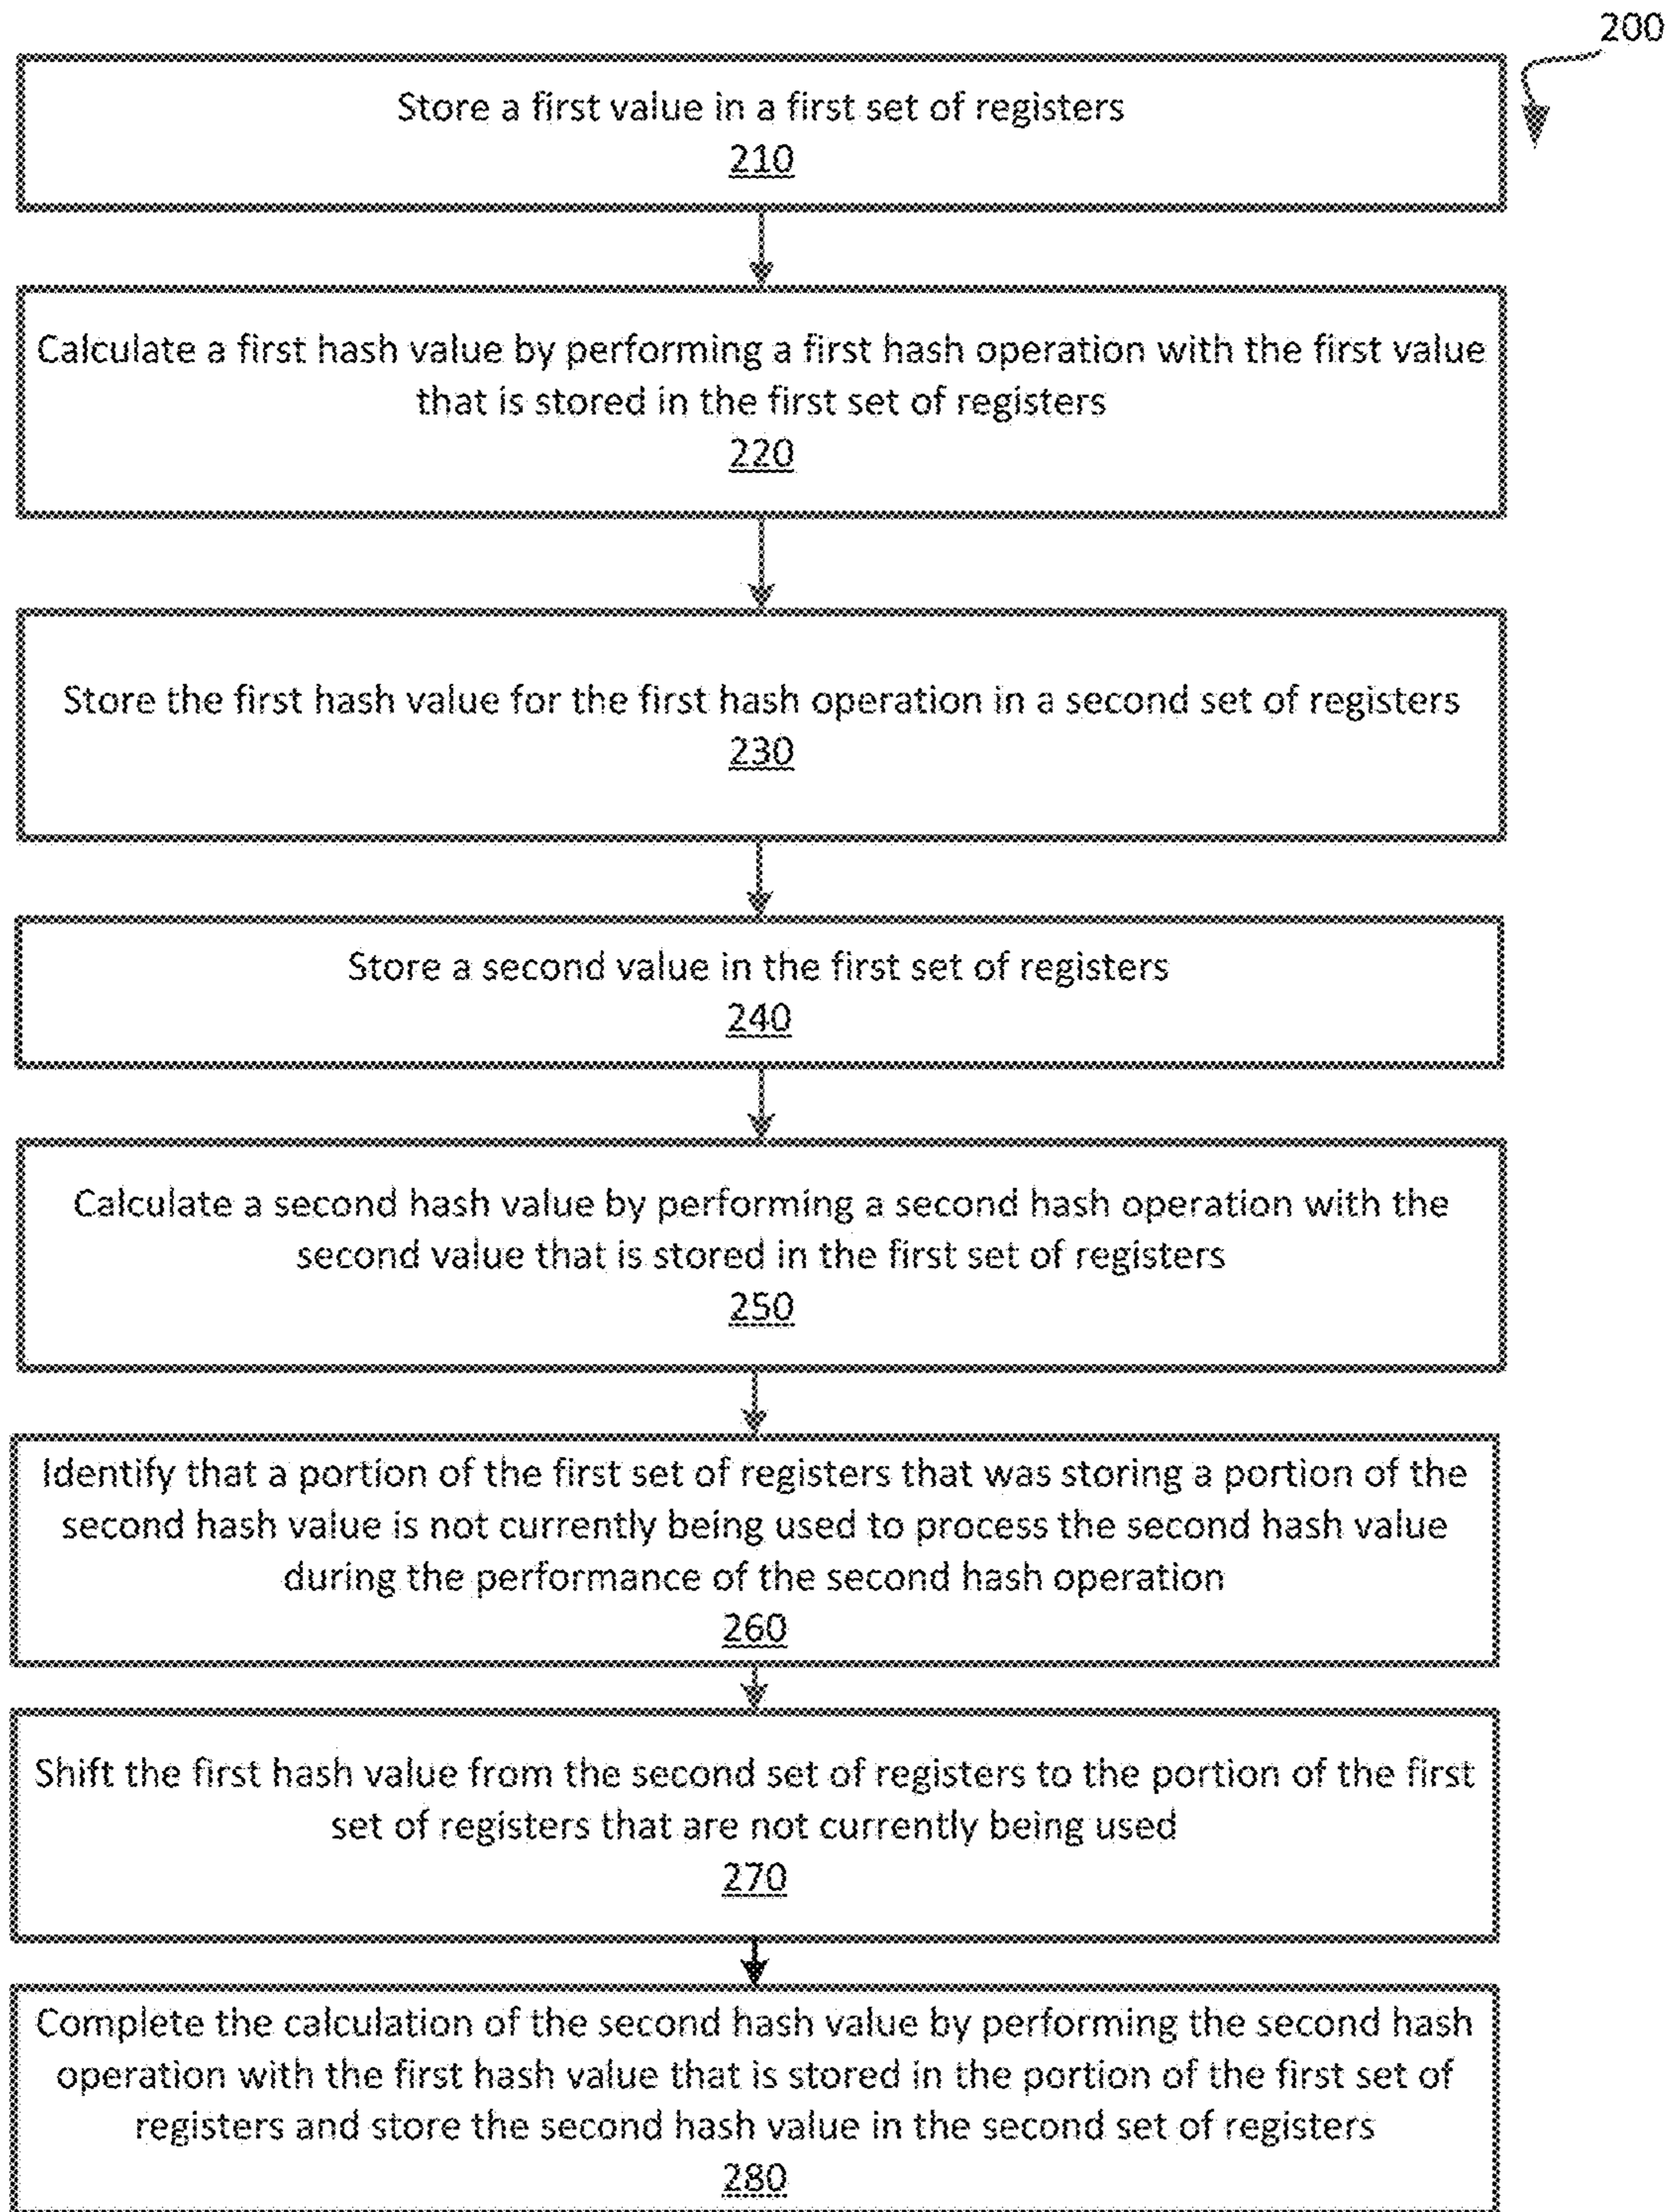 200
Store a first value in a first set of registers
210
Calculate a first hash value by performing a first hash operation with the first value
that is stored in the first set of registers
220
Store the first hash value for the first hash operation in a second set of registers
230
Store a second value in the first set of registers
240
Calculate a second hash value by performing a second hash operation with the
second value that is stored in the first set of registers
250
Identify that a portion of the first set of registers that was storing a portion of the
second hash value is not currently being used to process the second hash value
during the performance of the second hash operation
260
Shift the first hash value from the second set of registers to the portion of the first
set of registers that are not currently being used
270
Complete the calculation of the second hash value by performing the second hash
operation with the first hash value that is stored in the portion of the first set of
registers and store the second hash value in the second set of registers
280